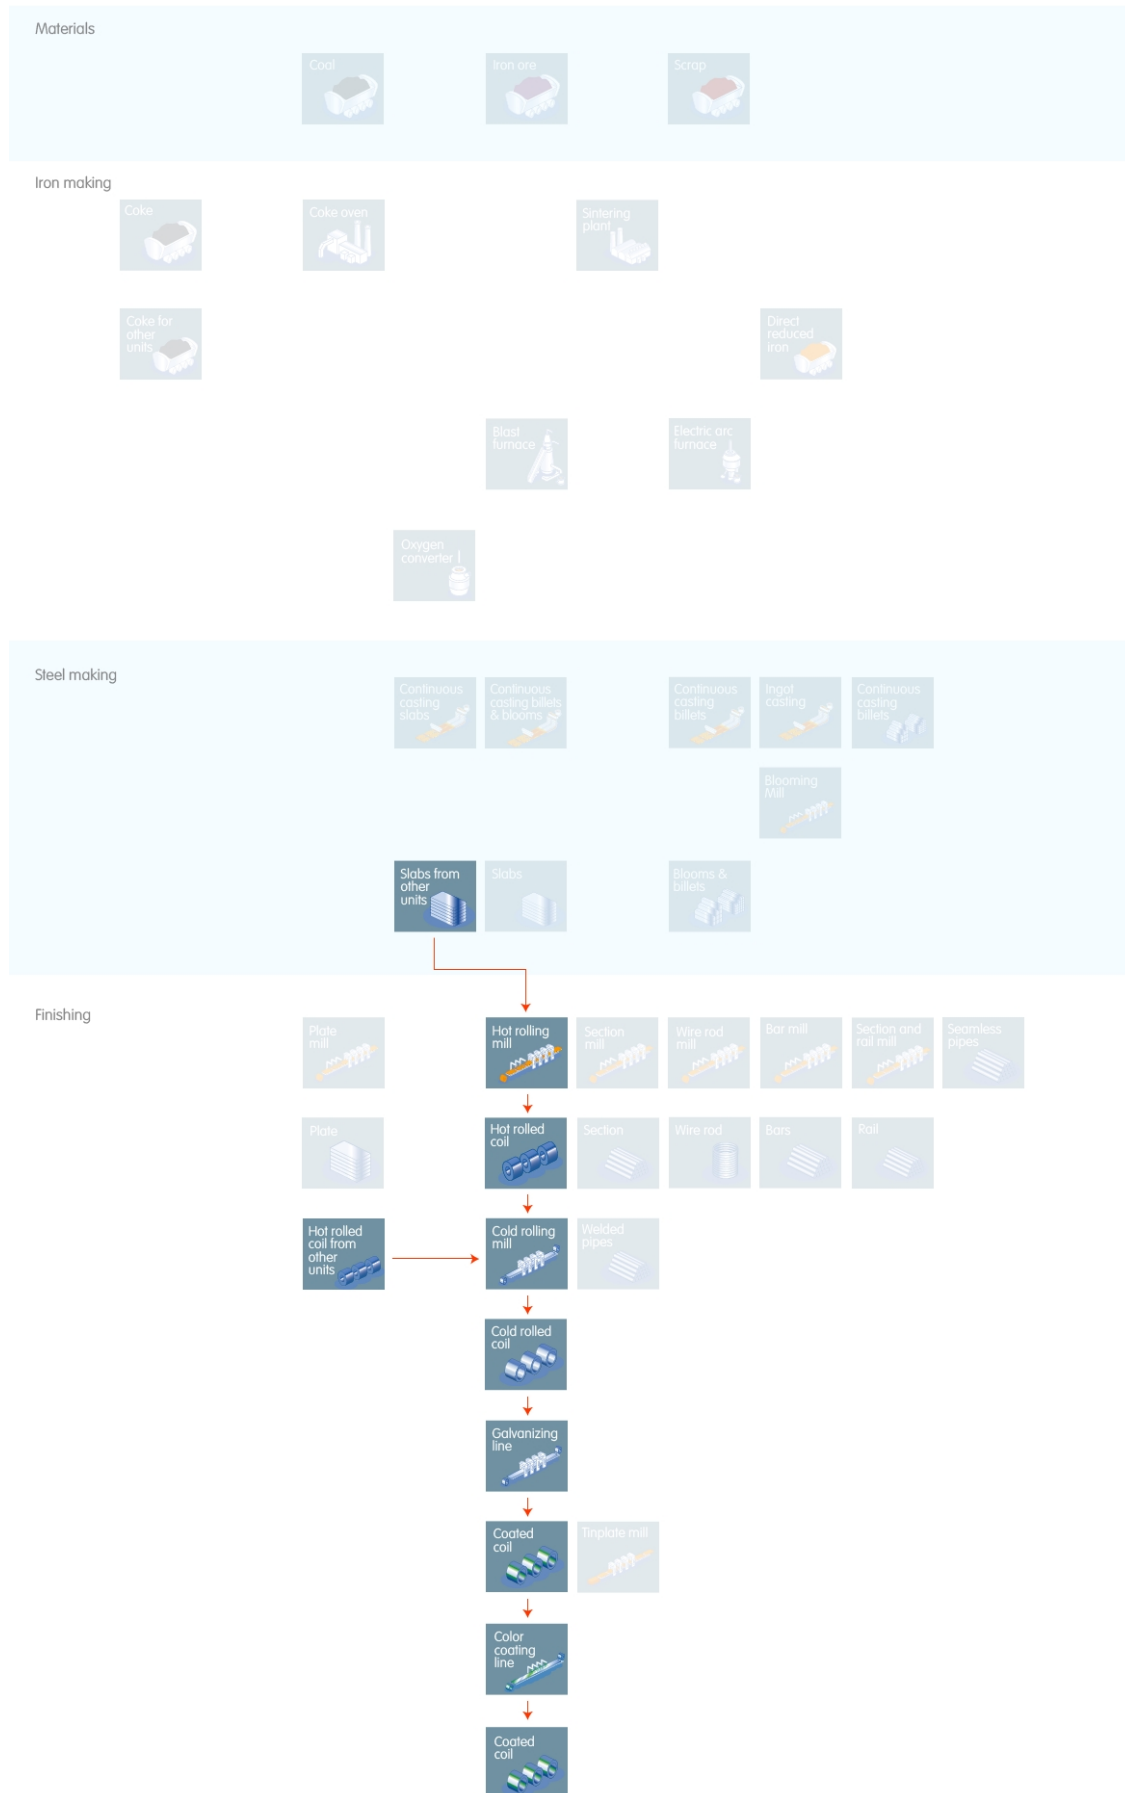 Materials
Coal
Iron ore
Scrap
Iron making
Coke
Coke oven
Sintering
plant
Coke for
other
units
Direct
reduced
iron
Blast
furnace
Electric arc
furnace
Oxygen
converter
Steel making
Continuous
casting
slabs
Continuous
casting billets
& blooms
Continuous
casting
billets
Ingot
casting
Continuous
casting
billets
Blooming
Mill
Slabs from
other
units
Slabs
Blooms &
billets
Finishing
Plate
mill
Hot rolling
mill
Section
mill
Wire rod
mill
Bar mill
Section and
rail mill
Seamless
pipes
Plate
Hot rolled
coil
Section
Wire rod
Bars
Rail
Hot rolled
coil from
other
units
Cold rolling
mill
Welded
pipes
Cold rolled
coil
Galvanizing
line
Coated
coil
Tinplate mill
Color
coating
line
Coated
coil